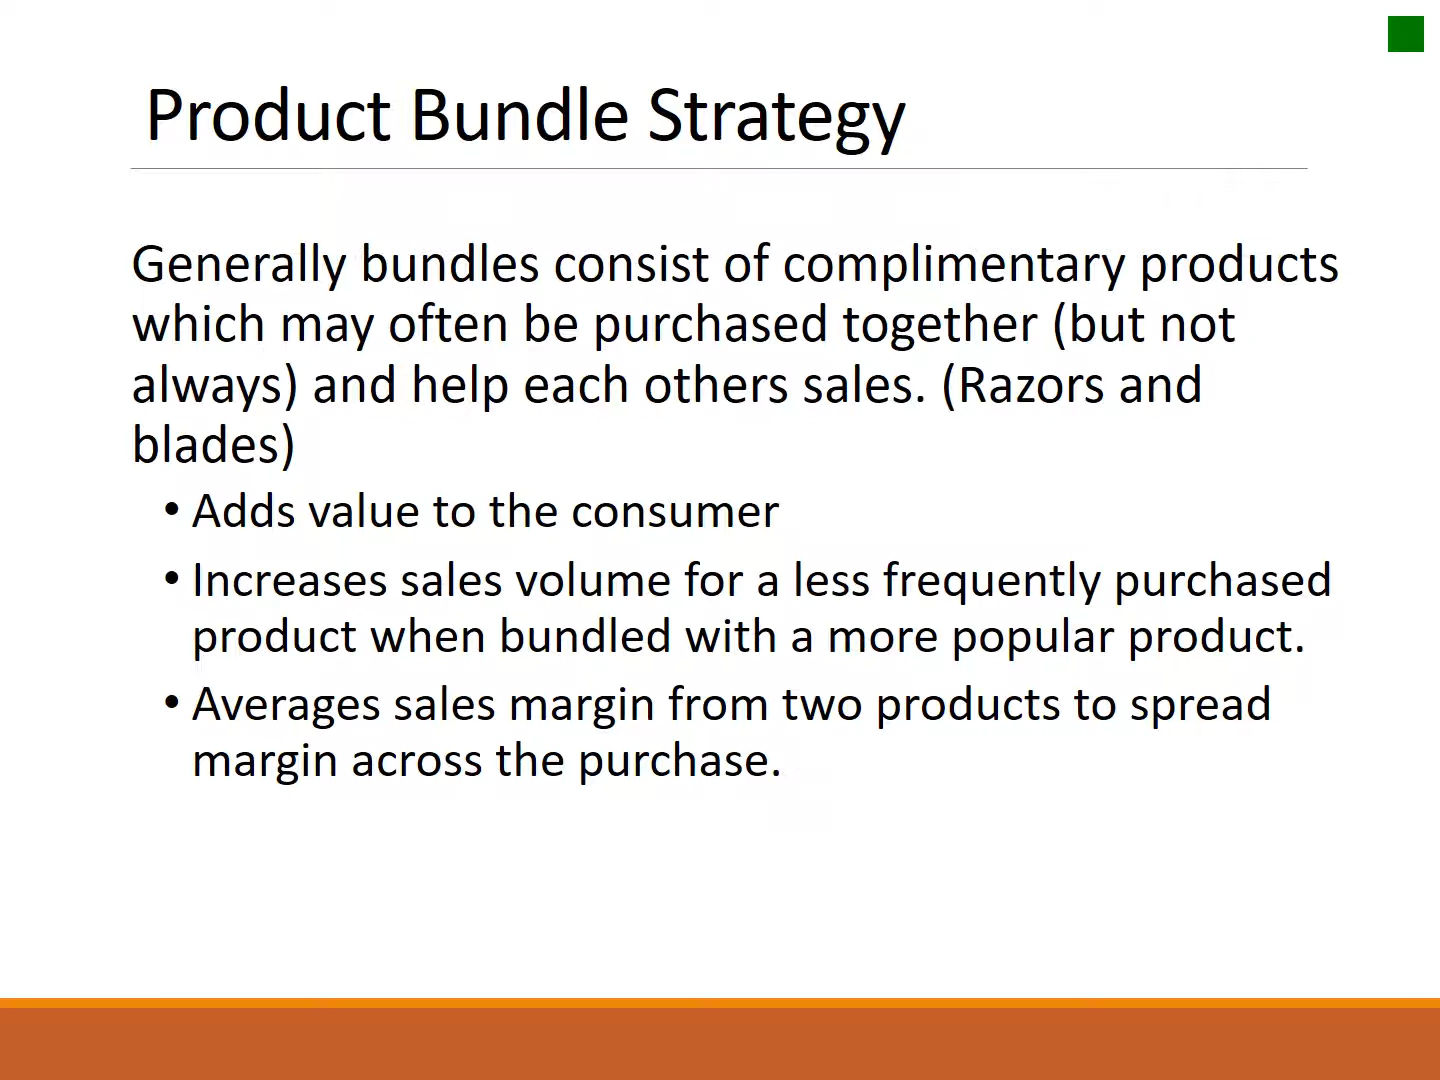 Product Bundle Strategy
Generally bundles consist of complimentary products
which may often be purchased together (but not
always) and help each others sales. (Razors and
blades)
• Adds value to the consumer
• Increases sales volume for a less frequently purchased
product when bundled with a more popular product.
• Averages sales margin from two products to spread
margin across the purchase.